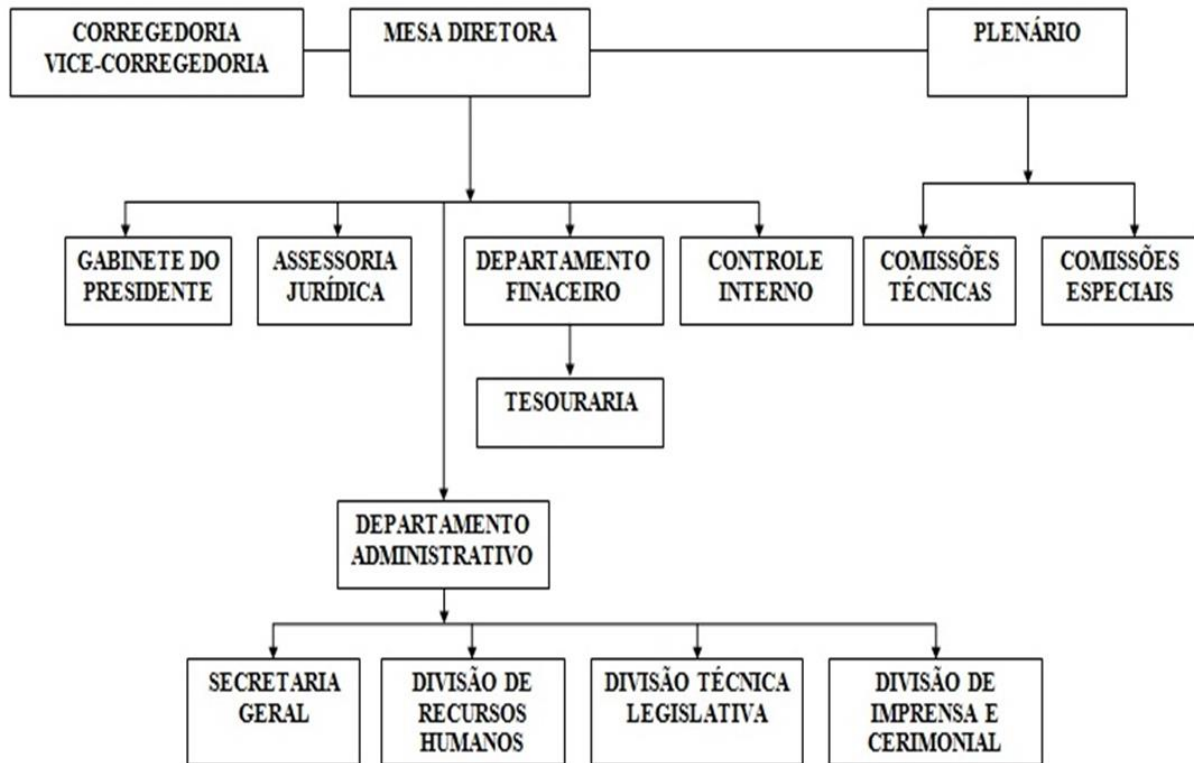 CORREGEDORIA
VICE-CORREGEDORIA
MESA DIRETORA
PLENÁRIO
GABINETE DO
PRESIDENTE
ASSESSORIA
JURÍDICA
DEPARTAMENTO
FINACEIRO
CONTROLE
INTERNO
COMISSÕES
TÉCNICAS
COMISSÕES
ESPECIAIS
TESOURARIA
DEPARTAMENTO
ADMINISTRATIVO
SECRETARIA
GERAL
DIVISÃO DE
RECURSOS
HUMANOS
DIVISÃO TÉCNICA
LEGISLATIVA
DIVISÃO DE
IMPRENSA E
CERIMONIAL